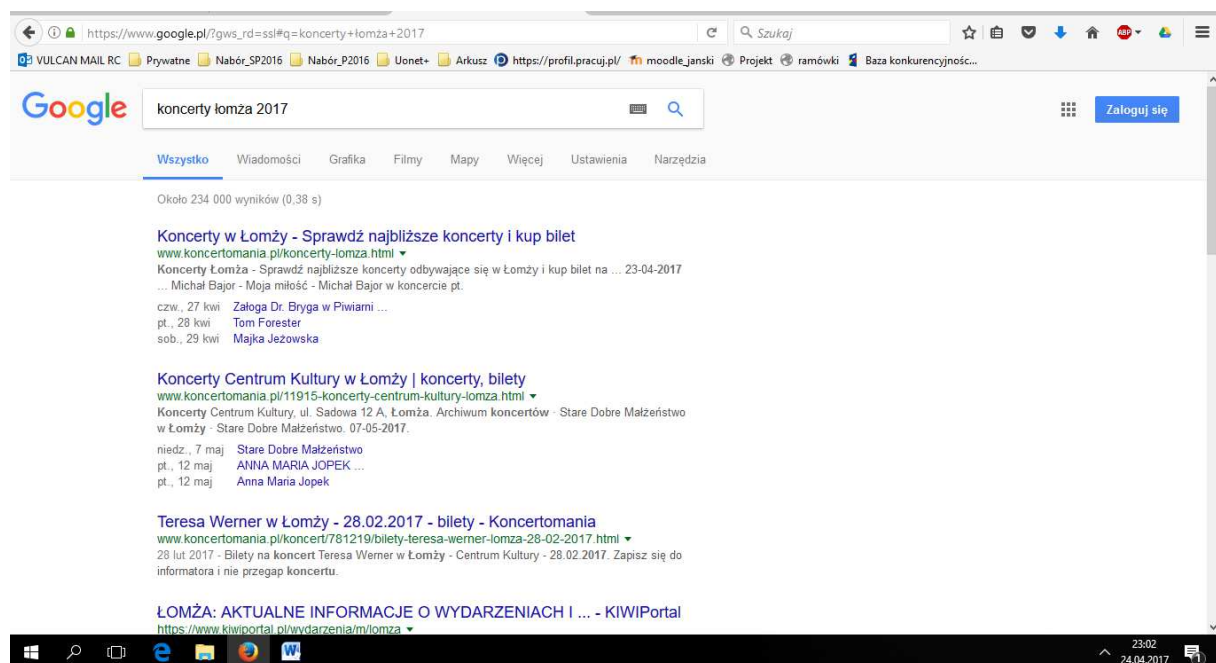 https://www.google.pl/?gws_rd=ssl#q=koncerty+łomża+2017
Szukaj
ABP
VULCAN MAIL RC Prywatne Nabór_SP2016 Nabór_P2016 Uonet+ Arkusz https://profil.pracuj.pl/ moodle_janski Projekt ramówki Baza konkurencyjnośc...
Google
koncerty łomża 2017
Zaloguj się
Wszystko Wiadomości Grafika Filmy Mapy Więcej Ustawienia Narzędzia
Około 234 000 wyników (0,38 s)
Koncerty w Łomży - Sprawdź najbliższe koncerty i kup bilet
www.koncertomania.pl/koncerty-lomza.html
Koncerty Łomża - Sprawdź najbliższe koncerty odbywające się w Łomży i kup bilet na ... 23-04-2017
... Michał Bajor - Moja miłość - Michał Bajor w koncercie pt.
czw., 27 kwi Załoga Dr. Bryga w Piwiarni ...
pt., 28 kwi Tom Forester
sob., 29 kwi Majka Jeżowska
Koncerty Centrum Kultury w Łomży | koncerty, bilety
www.koncertomania.pl/11915-koncerty-centrum-kultury-lomza.html
Koncerty Centrum Kultury, ul. Sadowa 12 A, Łomża. Archiwum koncertów · Stare Dobre Małżeństwo
w Łomży · Stare Dobre Małżeństwo. 07-05-2017.
niedz., 7 maj Stare Dobre Małżeństwo
pt., 12 maj ANNA MARIA JOPEK ...
pt., 12 maj Anna Maria Jopek
Teresa Werner w Łomży - 28.02.2017 - bilety - Koncertomania
www.koncertomania.pl/koncert/781219/bilety-teresa-werner-lomza-28-02-2017.html
28 lut 2017 - Bilety na koncert Teresa Werner w Łomży - Centrum Kultury - 28.02.2017. Zapisz się do
informatora i nie przegap koncertu.
ŁOMŻA: AKTUALNE INFORMACJE O WYDARZENIACH I ... - KIWIPortal
https://www.kiwiportal.pl/wydarzenia/m/lomza
23:02
24.04.2017